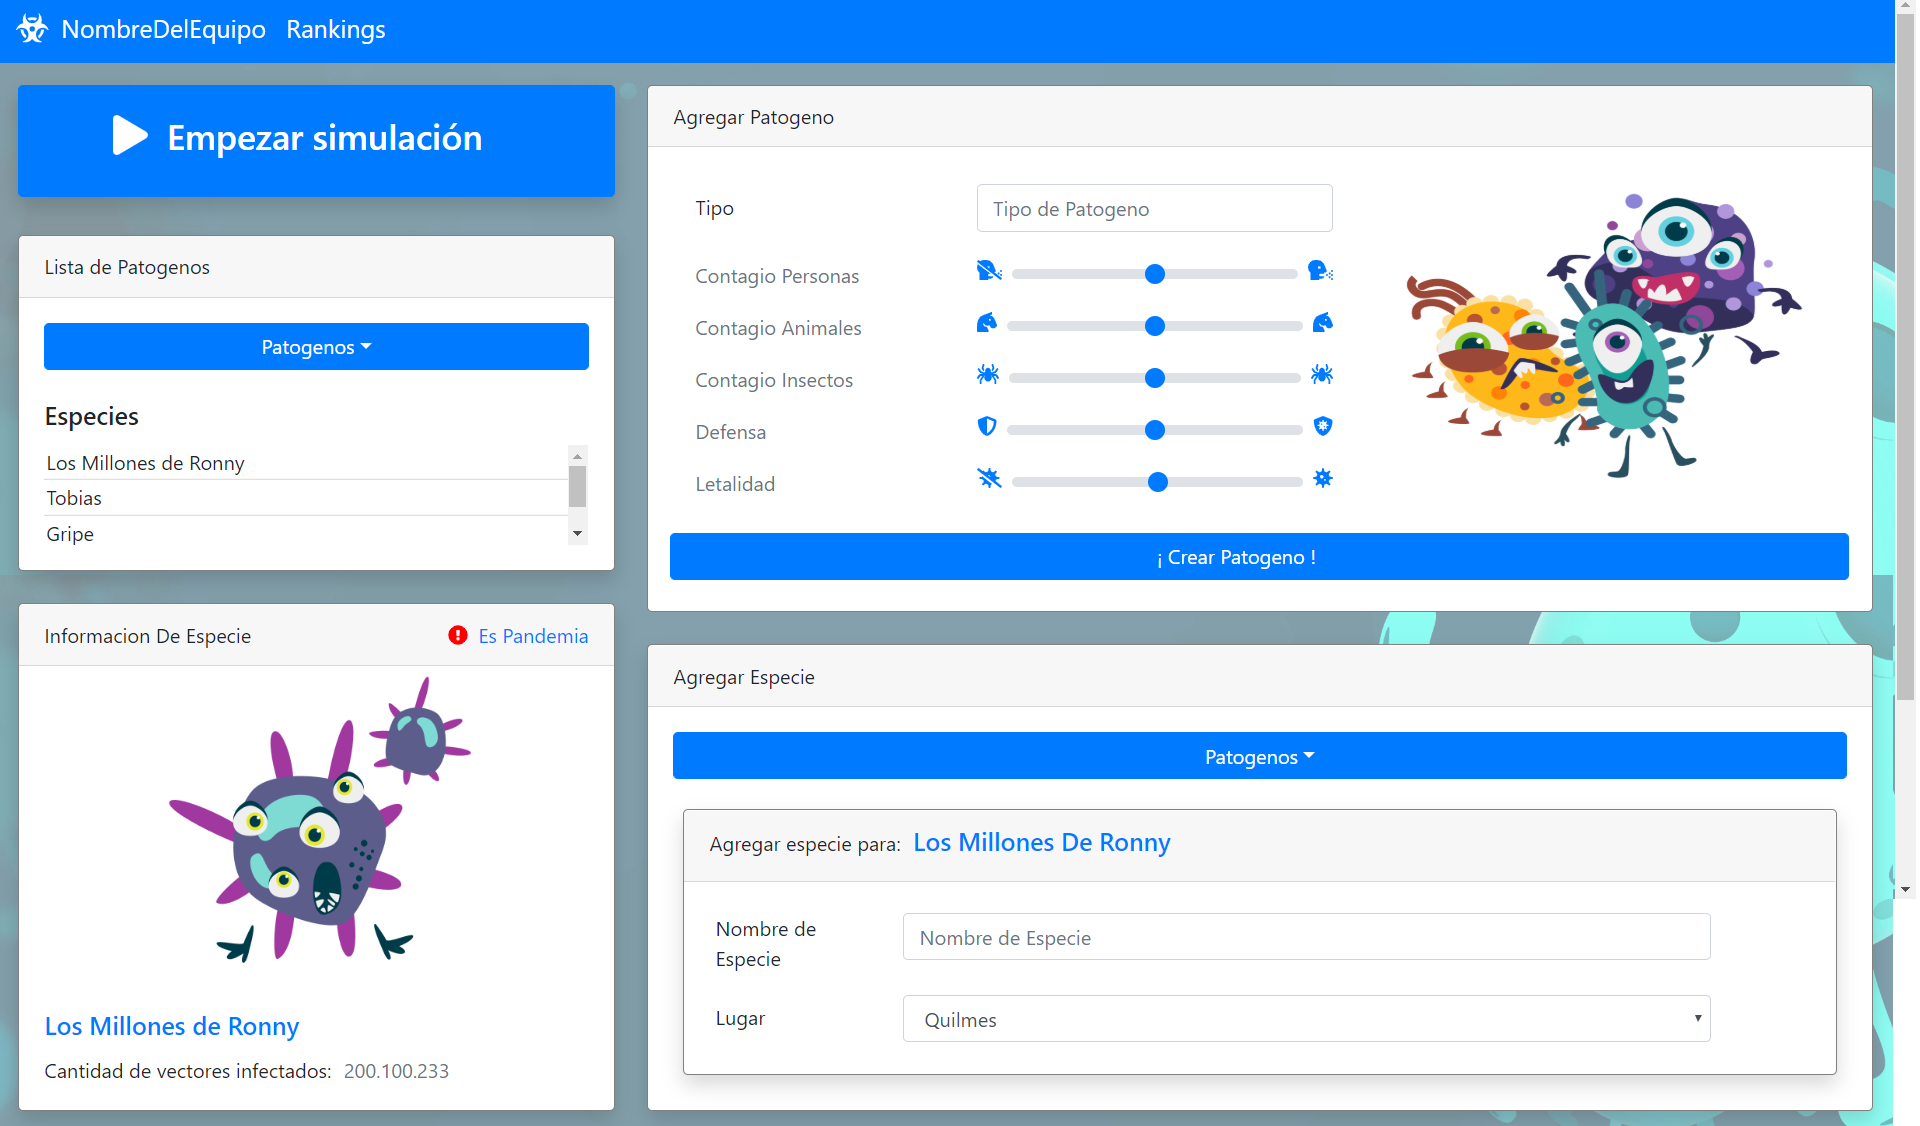 NombreDelEquipo Rankings
Empezar simulación
Lista de Patogenos
Patogenos
Especies
Los Millones de Ronny
Tobias
Gripe
Informacion De Especie Es Pandemia
Los Millones de Ronny
Cantidad de vectores infectados: 200.100.233
Agregar Patogeno
Tipo Tipo de Patogeno
Contagio Personas
Contagio Animales
Contagio Insectos
Defensa
Letalidad
¡ Crear Patogeno !
Agregar Especie
Patogenos
Agregar especie para: Los Millones De Ronny
Nombre de
Especie
Nombre de Especie
Lugar Quilmes